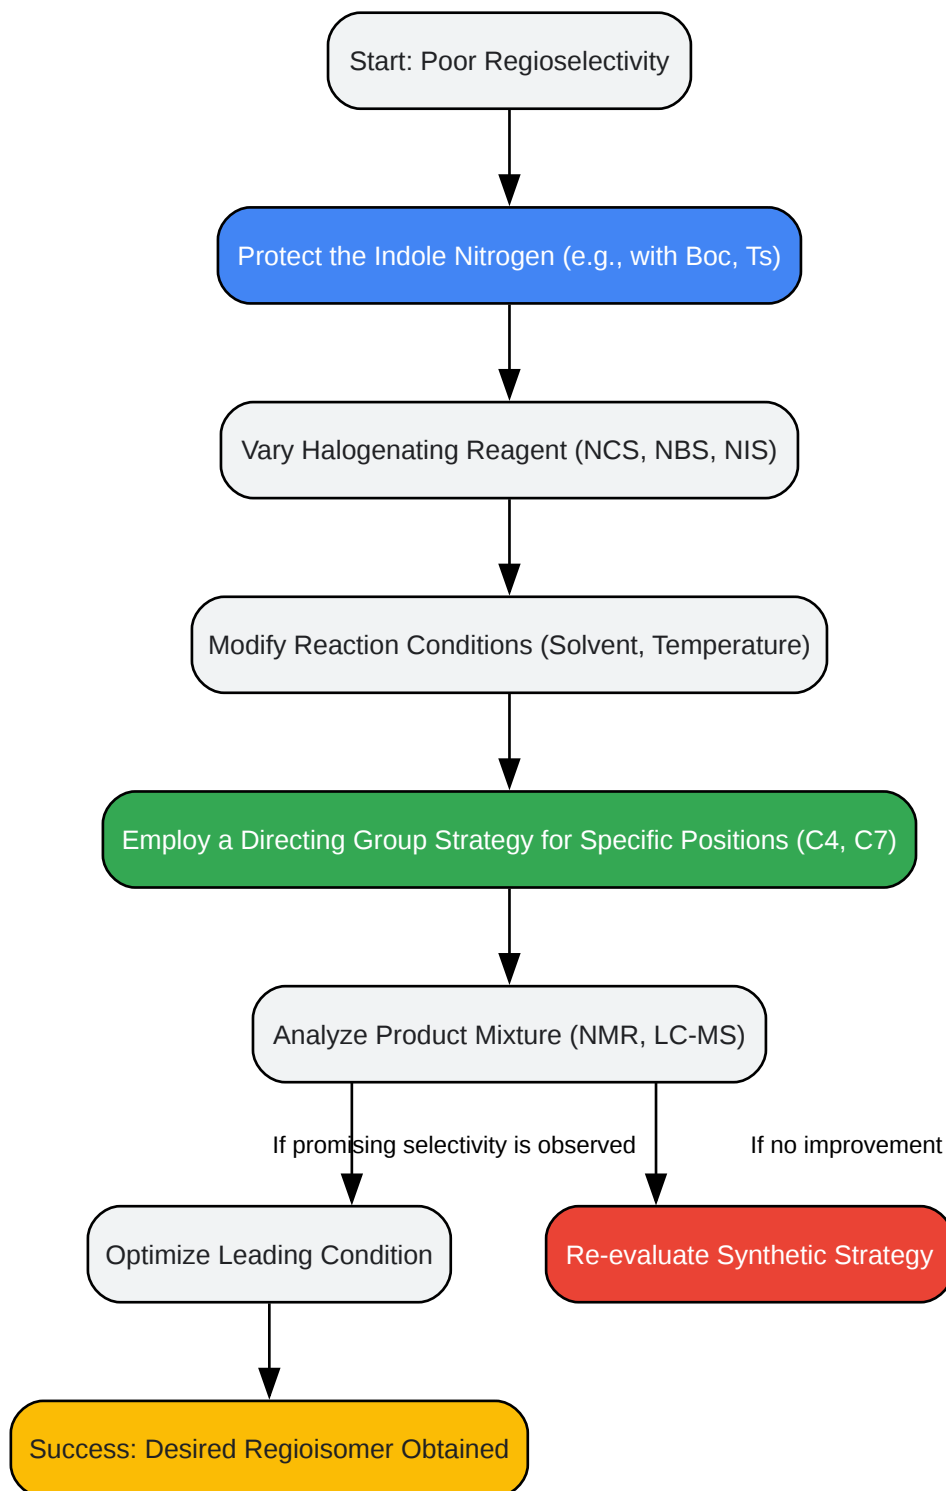 Start: Poor Regioselectivity
Protect the Indole Nitrogen (e.g., with Boc, Ts)
Vary Halogenating Reagent (NCS, NBS, NIS)
Modify Reaction Conditions (Solvent, Temperature)
Employ a Directing Group Strategy for Specific Positions (C4, C7)
Analyze Product Mixture (NMR, LC-MS)
If promising selectivity is observed
If no improvement
Optimize Leading Condition
Re-evaluate Synthetic Strategy
Success: Desired Regioisomer Obtained